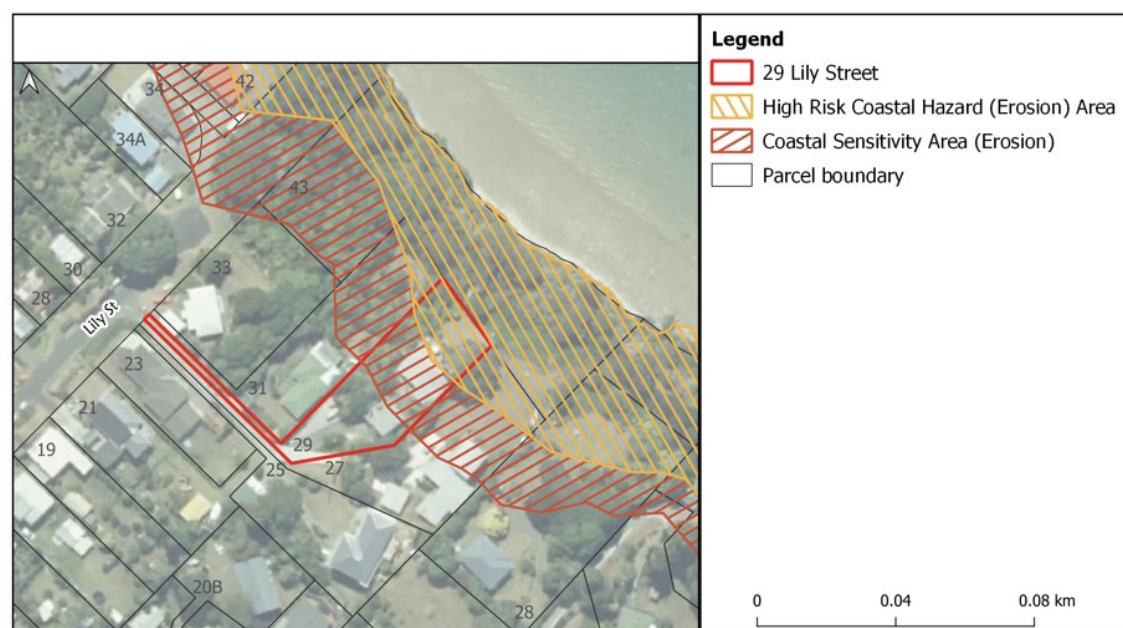 34
42
34A
43
32
33
30
28
Lily St
23
31
21
29
19
25
27
20B
28
Legend
29 Lily Street
High Risk Coastal Hazard (Erosion) Area
Coastal Sensitivity Area (Erosion)
Parcel boundary
0 0.04 0.08 km